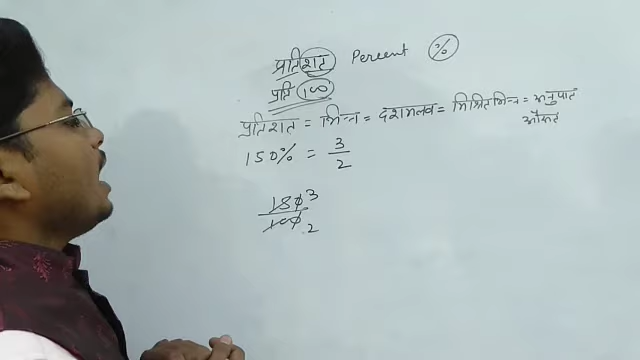 प्रतिशत Percent %
प्रति 100
प्रतिशत = भिन्न = दशमलव = मिश्रित भिन्न = अनुपात
औसत
150% = 3/2
150/100 3 2